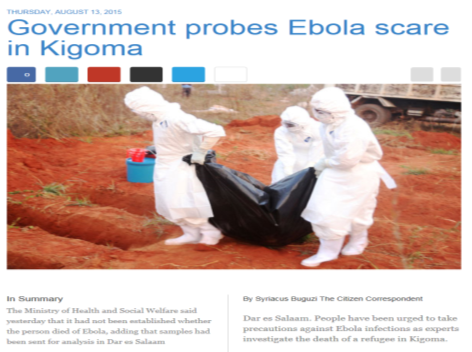 THURSDAY, AUGUST 13, 2015
Government probes Ebola scare
in Kigoma
In Summary
The Ministry of Health and Social Welfare said
yesterday that it had not been established whether
the person died of Ebola, adding that samples had
been sent for analysis in Dar es Salaam
By Syriacus Buguzi The Citizen Correspondent
Dar es Salaam. People have been urged to take
precautions against Ebola infections as experts
investigate the death of a refugee in Kigoma.